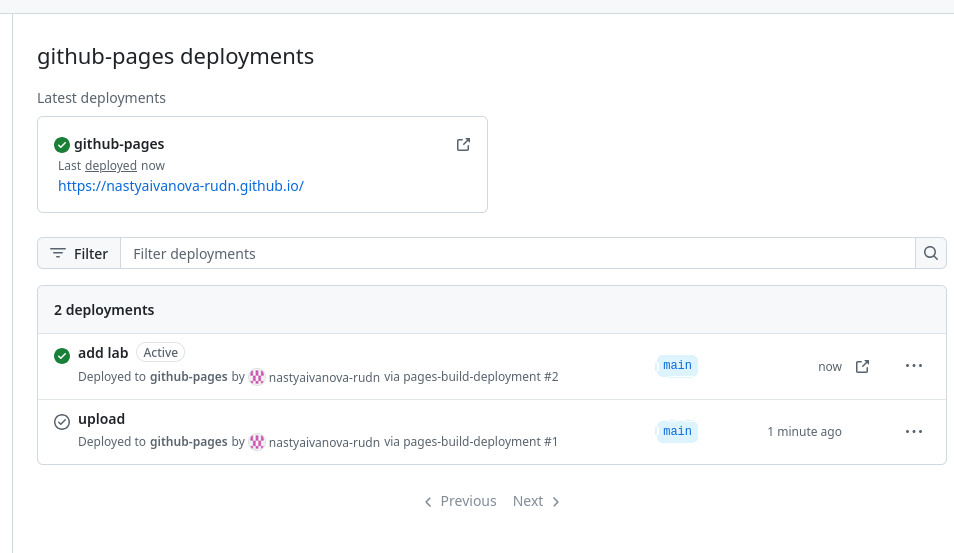 github-pages deployments
Latest deployments
github-pages
Last deployed now
https://nastyaivanova-rudn.github.io/
Filter
Filter deployments
2 deployments
add lab Active
Deployed to github-pages by nastyaivanova-rudn via pages-build-deployment #2
main
now
upload
Deployed to github-pages by nastyaivanova-rudn via pages-build-deployment #1
main
1 minute ago
Previous Next